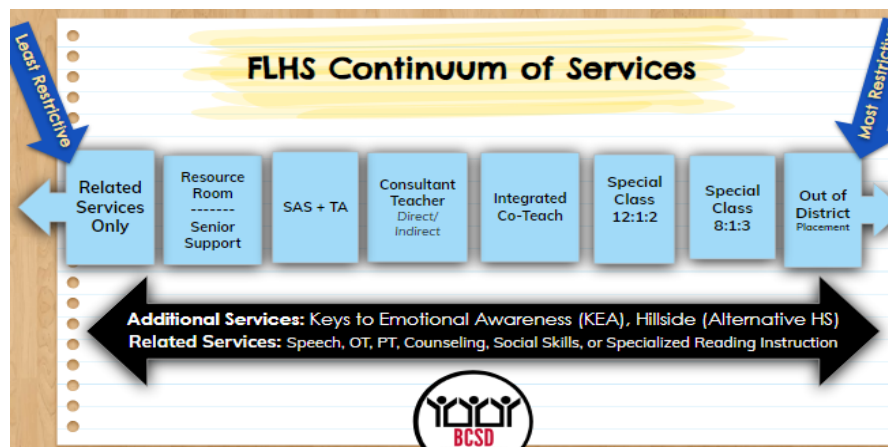 FLHS Continuum of Services
Least Restrictive
Most Restrictive
Related
Services
Only
Resource
Room
-------
Senior
Support
SAS + TA
Consultant
Teacher
Direct/
Indirect
Integrated
Co-Teach
Special
Class
12:1:2
Special
Class
8:1:3
Out of
District
Placement
Additional Services: Keys to Emotional Awareness (KEA), Hillside (Alternative HS)
Related Services: Speech, OT, PT, Counseling, Social Skills, or Specialized Reading Instruction
BCSD